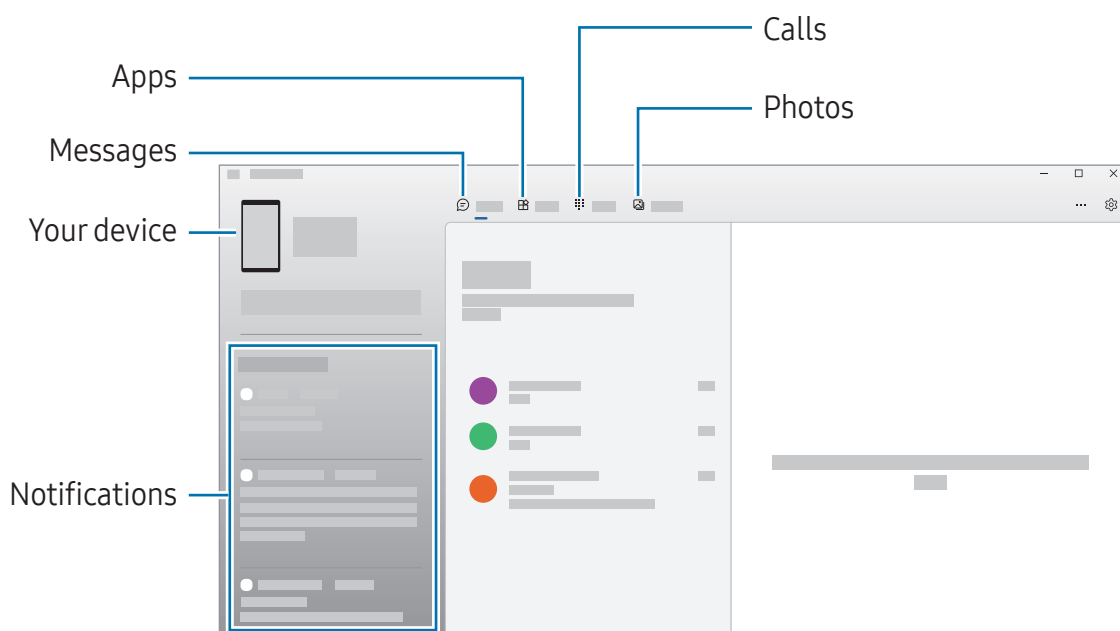 Calls
Apps
Photos
Messages
Your device
Notifications